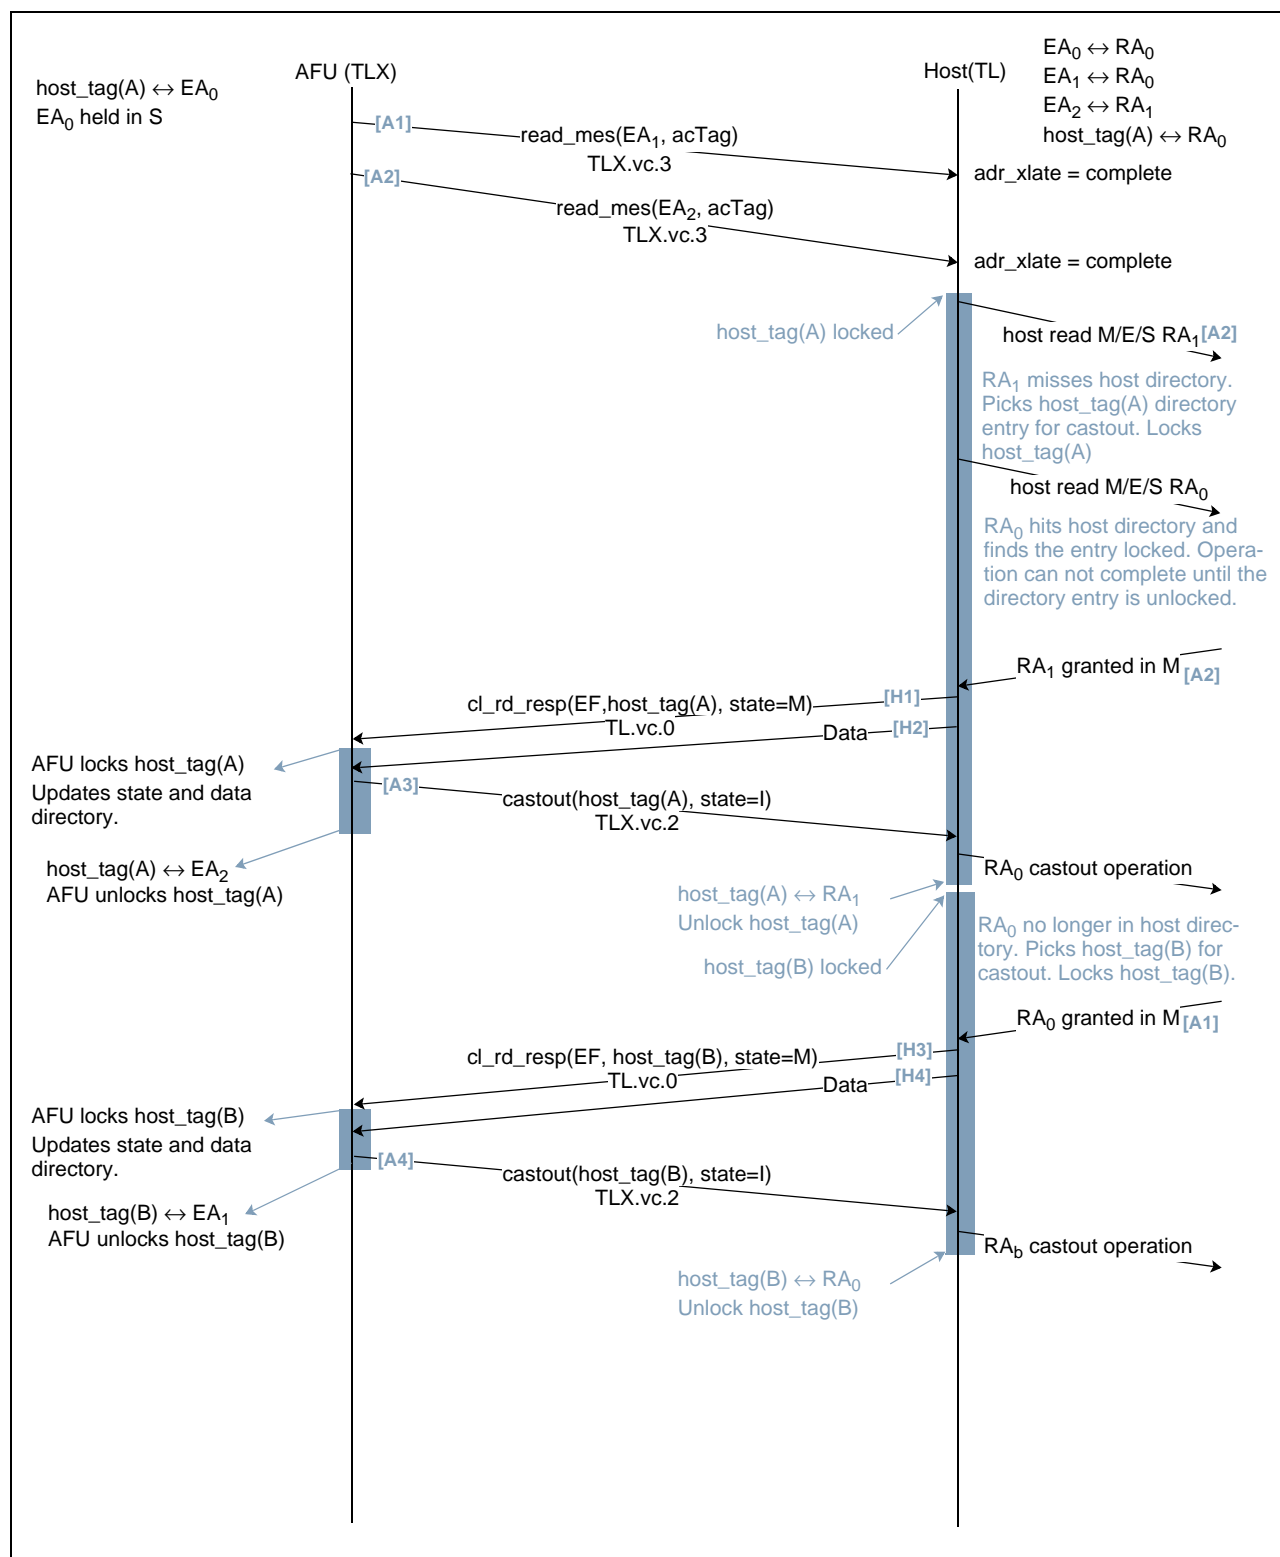 EA0 ↔ RA0
AFU (TLX)
Host(TL)
EA1 ↔ RA0
host_tag(A) ↔ EA0
EA2 ↔ RA1
EA0 held in S
[A1]
read_mes(EA1, acTag)
host_tag(A) ↔ RA0
TLX.vc.3
[A2]
adr_xlate = complete
read_mes(EA2, acTag)
TLX.vc.3
adr_xlate = complete
host_tag(A) locked
host read M/E/S RA1 [A2]
RA1 misses host directory.
Picks host_tag(A) directory
entry for castout. Locks
host_tag(A)
host read M/E/S RA0
RA0 hits host directory and
finds the entry locked. Opera-
tion can not complete until the
directory entry is unlocked.
RA1 granted in M [A2]
[H1]
cl_rd_resp(EF,host_tag(A), state=M)
TL.vc.0
Data
[H2]
AFU locks host_tag(A)
Updates state and data
directory.
[A3]
castout(host_tag(A), state=I)
TLX.vc.2
host_tag(A) ↔ EA2
AFU unlocks host_tag(A)
RA0 castout operation
host_tag(A) ↔ RA1
Unlock host_tag(A)
host_tag(B) locked
RA0 no longer in host direc-
tory. Picks host_tag(B) for
castout. Locks host_tag(B).
RA0 granted in M [A1]
[H3]
cl_rd_resp(EF, host_tag(B), state=M)
TL.vc.0
Data
[H4]
AFU locks host_tag(B)
Updates state and data
directory.
[A4]
castout(host_tag(B), state=I)
TLX.vc.2
host_tag(B) ↔ EA1
AFU unlocks host_tag(B)
RAb castout operation
host_tag(B) ↔ RA0
Unlock host_tag(B)